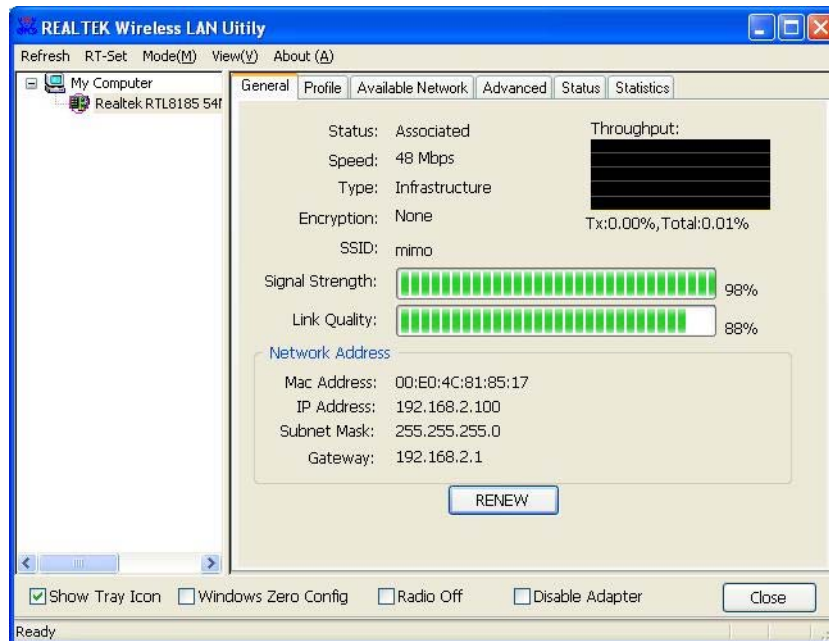 REALTEK Wireless LAN Uitily
Refresh RT-Set Mode(M) View(V) About (A)
My Computer
Realtek RTL8185 54
General Profile Available Network Advanced Status Statistics
Status: Associated
Speed: 48 Mbps
Type: Infrastructure
Encryption: None
SSID: mimo
Throughput:
Tx:0.00%,Total:0.01%
Signal Strength: 98%
Link Quality: 88%
Network Address
Mac Address: 00:E0:4C:81:85:17
IP Address: 192.168.2.100
Subnet Mask: 255.255.255.0
Gateway: 192.168.2.1
RENEW
Show Tray Icon Windows Zero Config Radio Off Disable Adapter Close
Ready